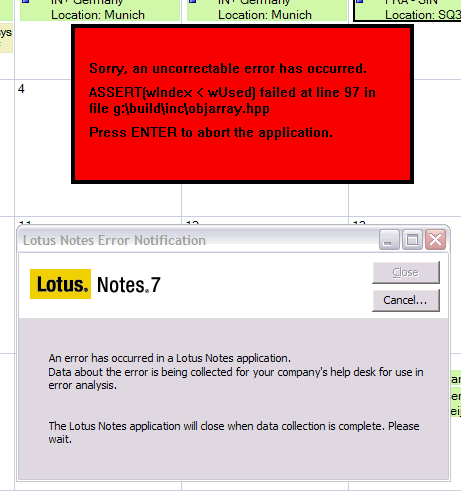 IN+ Germany
Location: Munich
IN+ Germany
Location: Munich
FRA - SIN
Location: SQ3
sys
4
Sorry, an uncorrectable error has occurred.
ASSERT(wIndex < wUsed) failed at line 97 in
file g:\build\inc\objarray.hpp
Press ENTER to abort the application.
11
12
13
Lotus Notes Error Notification
Lotus. Notes.7
Close
Cancel...
An error has occurred in a Lotus Notes application.
Data about the error is being collected for your company's help desk for use in
error analysis.
The Lotus Notes application will close when data collection is complete. Please
wait.